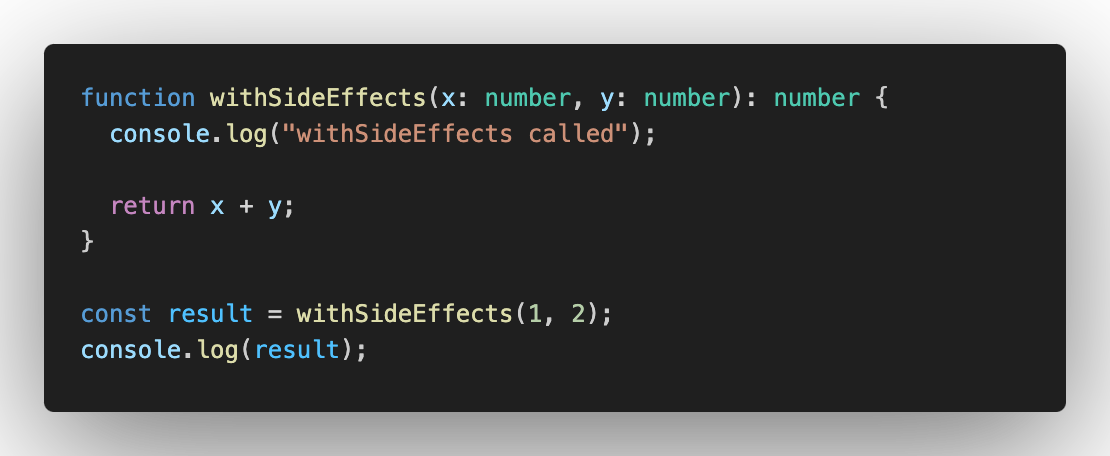 function withSideEffects(x: number, y: number): number {
  console.log("withSideEffects called");

  return x + y;
}

const result = withSideEffects(1, 2);
console.log(result);